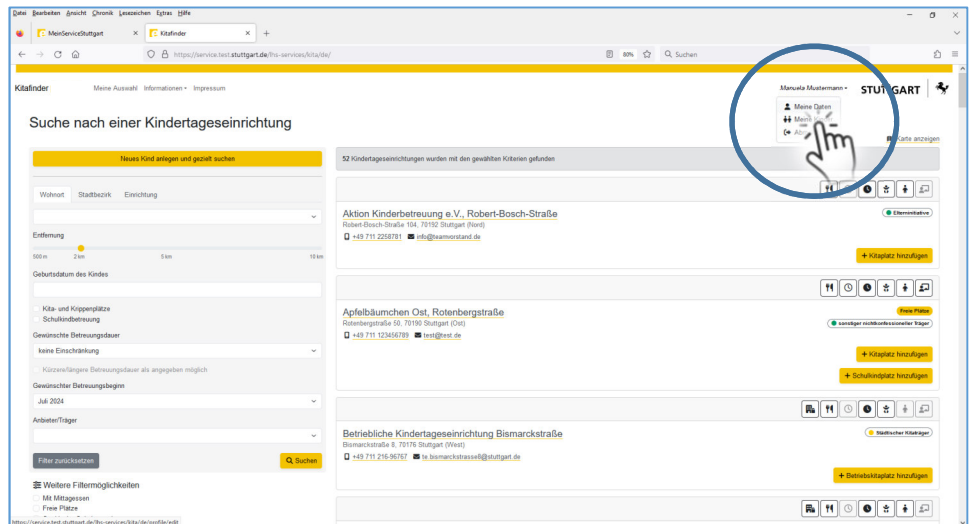 Datei Bearbeiten Ansicht Chronik Lesezeichen Extras Hilfe
MeinServiceStuttgart × Kitafinder × +
https://service.test.stuttgart.de/lhs-services/kita/de/ 80% Suchen
Kitafinder Meine Auswahl Informationen Impressum Manuela Mustermann STUTTGART
Meine Daten
Suche nach einer Kindertageseinrichtung
Karte anzeigen
Neues Kind anlegen und gezielt suchen
52 Kindertageseinrichtungen wurden mit den gewählten Kriterien gefunden
Wohnort Stadtbezirk Einrichtung
Entfernung
500 m 2 km 5 km 10 km
Geburtsdatum des Kindes
Kita- und Krippenplätze
Schulkindbetreuung
Gewünschte Betreuungsdauer
keine Einschränkung
Kürzere/längere Betreuungsdauer als angegeben möglich
Gewünschter Betreuungsbeginn
Juli 2024
Anbieter/Träger
Filter zurücksetzen Suchen
Weitere Filtermöglichkeiten
Mit Mittagessen
Freie Plätze
Aktion Kinderbetreuung e.V., Robert-Bosch-Straße
Elterninitiative
Robert-Bosch-Straße 104, 70192 Stuttgart (Nord)
+49 711 2258781 info@teamvorstand.de
+ Kitaplatz hinzufügen
Apfelbäumchen Ost, Rotenbergstraße
Freie Plätze
Rotenbergstraße 50, 70190 Stuttgart (Ost)
sonstiger nichtkonfessioneller Träger
+49 711 123456789 test@test.de
+ Kitaplatz hinzufügen
+ Schulkindplatz hinzufügen
Betriebliche Kindertageseinrichtung Bismarckstraße
Städtischer Kitaträger
Bismarckstraße 8, 70176 Stuttgart (West)
+49 711 216-96767 te.bismarckstrasse8@stuttgart.de
+ Betriebskitaplatz hinzufügen
https://service.test.stuttgart.de/lhs-services/kita/de/profile/edit